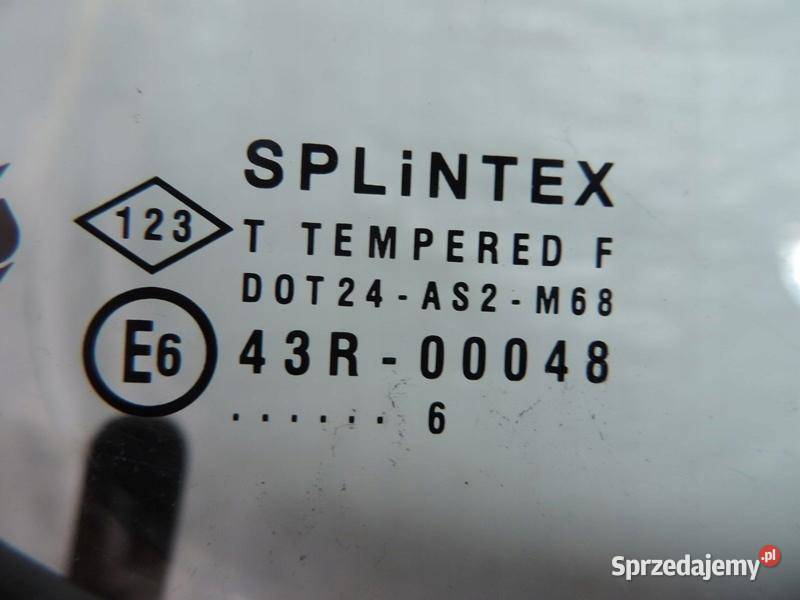 SPLiNTEX
123
T TEMPERED F
DOT24-AS2-M68
E6
43R-00048
. . . . . . 6
Sprzedajemy.pl